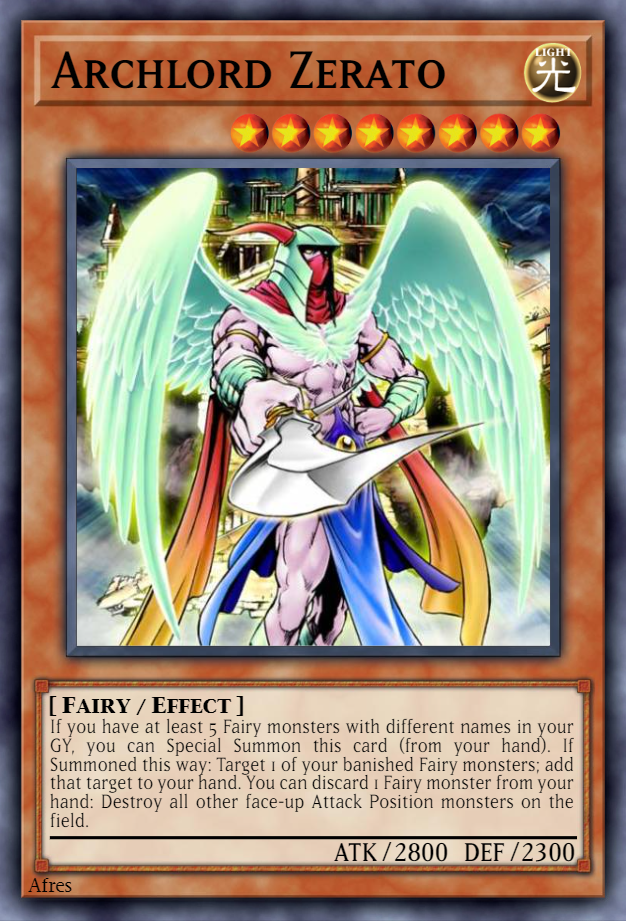 Archlord Zerato
LIGHT
光
[ Fairy / Effect ]
If you have at least 5 Fairy monsters with different names in your
GY, you can Special Summon this card (from your hand). If
Summoned this way: Target 1 of your banished Fairy monsters; add
that target to your hand. You can discard 1 Fairy monster from your
hand: Destroy all other face-up Attack Position monsters on the
field.
ATK/2800 DEF/2300
Afres